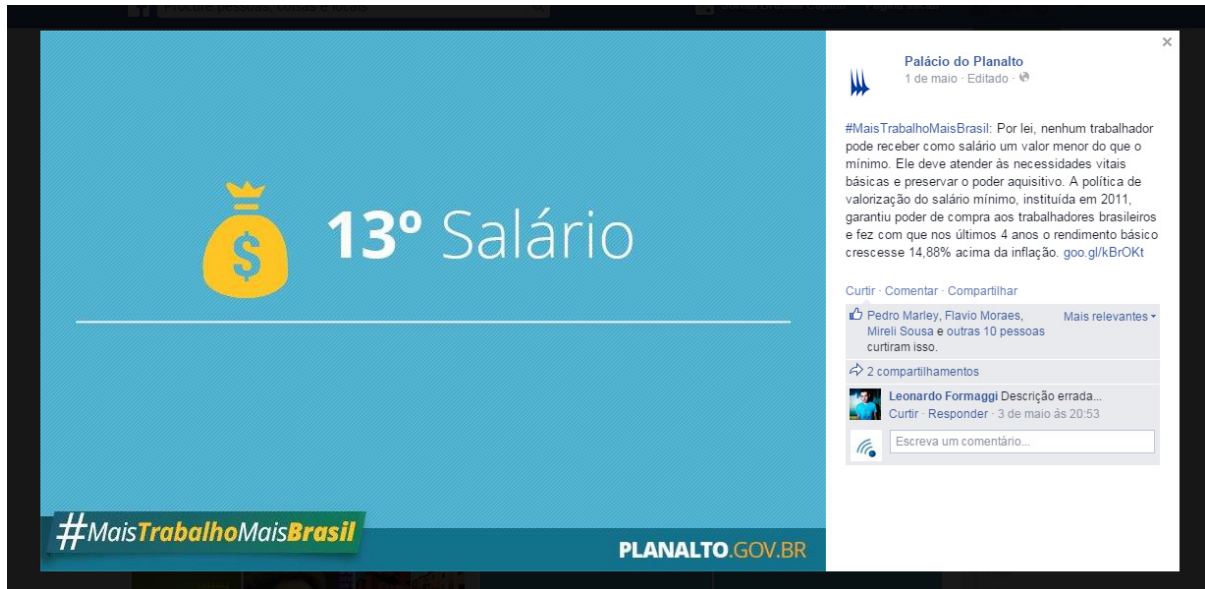 Procure pessoas, coisas e locais
13º Salário
#MaisTrabalhoMaisBrasil
PLANALTO.GOV.BR
Palácio do Planalto
1 de maio · Editado ·
#MaisTrabalhoMaisBrasil: Por lei, nenhum trabalhador
pode receber como salário um valor menor do que o
mínimo. Ele deve atender às necessidades vitais
básicas e preservar o poder aquisitivo. A política de
valorização do salário mínimo, instituída em 2011,
garantiu poder de compra aos trabalhadores brasileiros
e fez com que nos últimos 4 anos o rendimento básico
crescesse 14,88% acima da inflação. goo.gl/kBrOKt
Curtir · Comentar · Compartilhar
Pedro Marley, Flavio Moraes, Mais relevantes
Mireli Sousa e outras 10 pessoas
curtiram isso.
2 compartilhamentos
Leonardo Formaggi Descrição errada...
Curtir · Responder · 3 de maio às 20:53
Escreva um comentário...